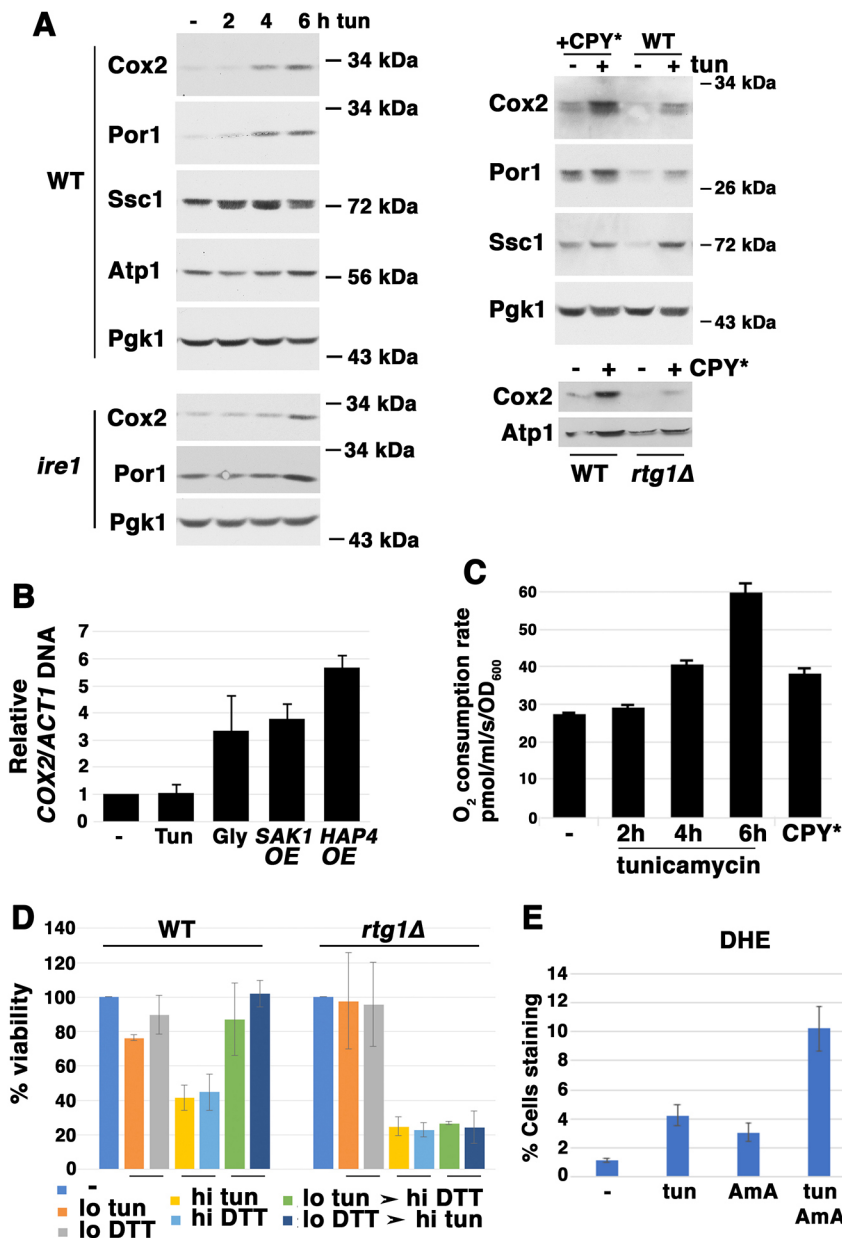 A
- 2 4 6 h tun
WT
Cox2
34 kDa
Por1
34 kDa
Ssc1
72 kDa
Atp1
56 kDa
Pgk1
43 kDa
ire1
Cox2
34 kDa
Por1
34 kDa
Pgk1
43 kDa
+CPY* WT
- + - + tun
34 kDa
Cox2
Por1
26 kDa
Ssc1
72 kDa
Pgk1
43 kDa
- + - + CPY*
Cox2
Atp1
WT rtg1Δ
B
Relative
COX2/ACT1 DNA
7
6
5
4
3
2
1
0
- Tun Gly SAK1 HAP4
OE OE
C
O2 consumption rate
pmol/ml/s/OD600
60
50
40
30
20
10
0
- 2h 4h 6h CPY*
tunicamycin
D
WT rtg1Δ
% viability
140
120
100
80
60
40
20
0
-
lo tun
lo DTT
hi tun
hi DTT
lo tun ➤ hi DTT
lo DTT ➤ hi tun
E
DHE
% Cells staining
14
12
10
8
6
4
2
0
- tun AmA tun
AmA